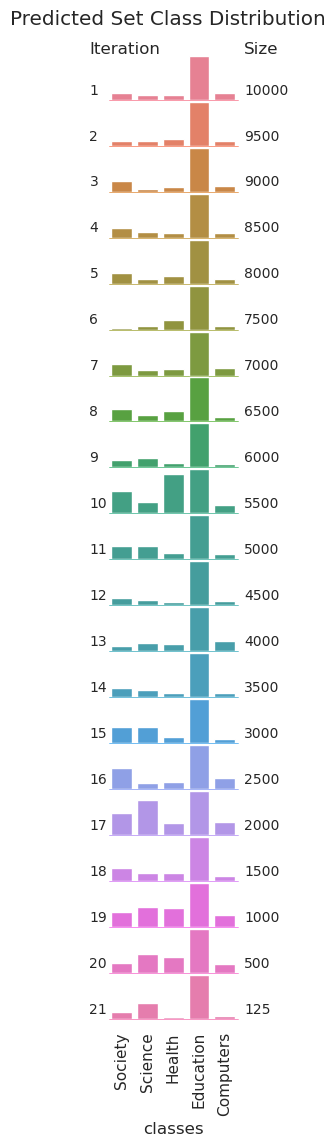 Predicted Set Class Distribution
Iteration Size
1 10000
2 9500
3 9000
4 8500
5 8000
6 7500
7 7000
8 6500
9 6000
10 5500
11 5000
12 4500
13 4000
14 3500
15 3000
16 2500
17 2000
18 1500
19 1000
20 500
21 125
Society
Science
Health
Education
Computers
classes